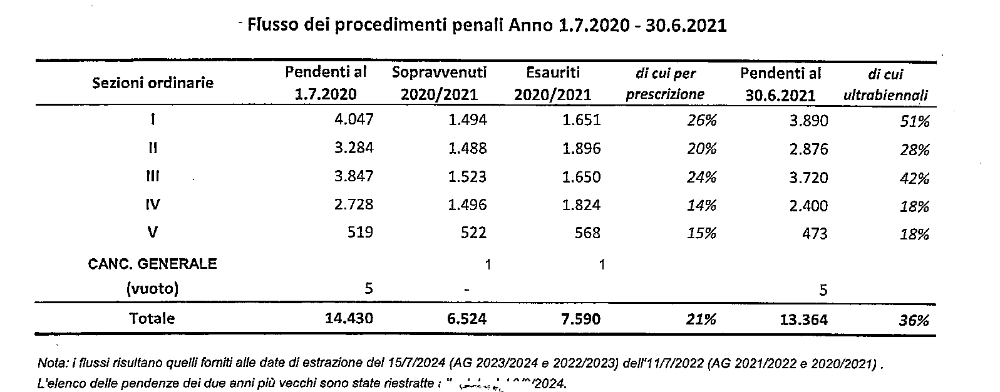 Flusso dei procedimenti penali Anno 1.7.2020 - 30.6.2021
Sezioni ordinarie Pendenti al 1.7.2020 Sopravvenuti 2020/2021 Esauriti 2020/2021 di cui per prescrizione Pendenti al 30.6.2021 di cui ultrabiennali
I 4.047 1.494 1.651 26% 3.890 51%
II 3.284 1.488 1.896 20% 2.876 28%
III 3.847 1.523 1.650 24% 3.720 42%
IV 2.728 1.496 1.824 14% 2.400 18%
V 519 522 568 15% 473 18%
CANC. GENERALE 1 1
(vuoto) 5 - 5
Totale 14.430 6.524 7.590 21% 13.364 36%
Nota: i flussi risultano quelli forniti alle date di estrazione del 15/7/2024 (AG 2023/2024 e 2022/2023) dell'11/7/2022 (AG 2021/2022 e 2020/2021) .
L'elenco delle pendenze dei due anni più vecchi sono state riestratte /2024.